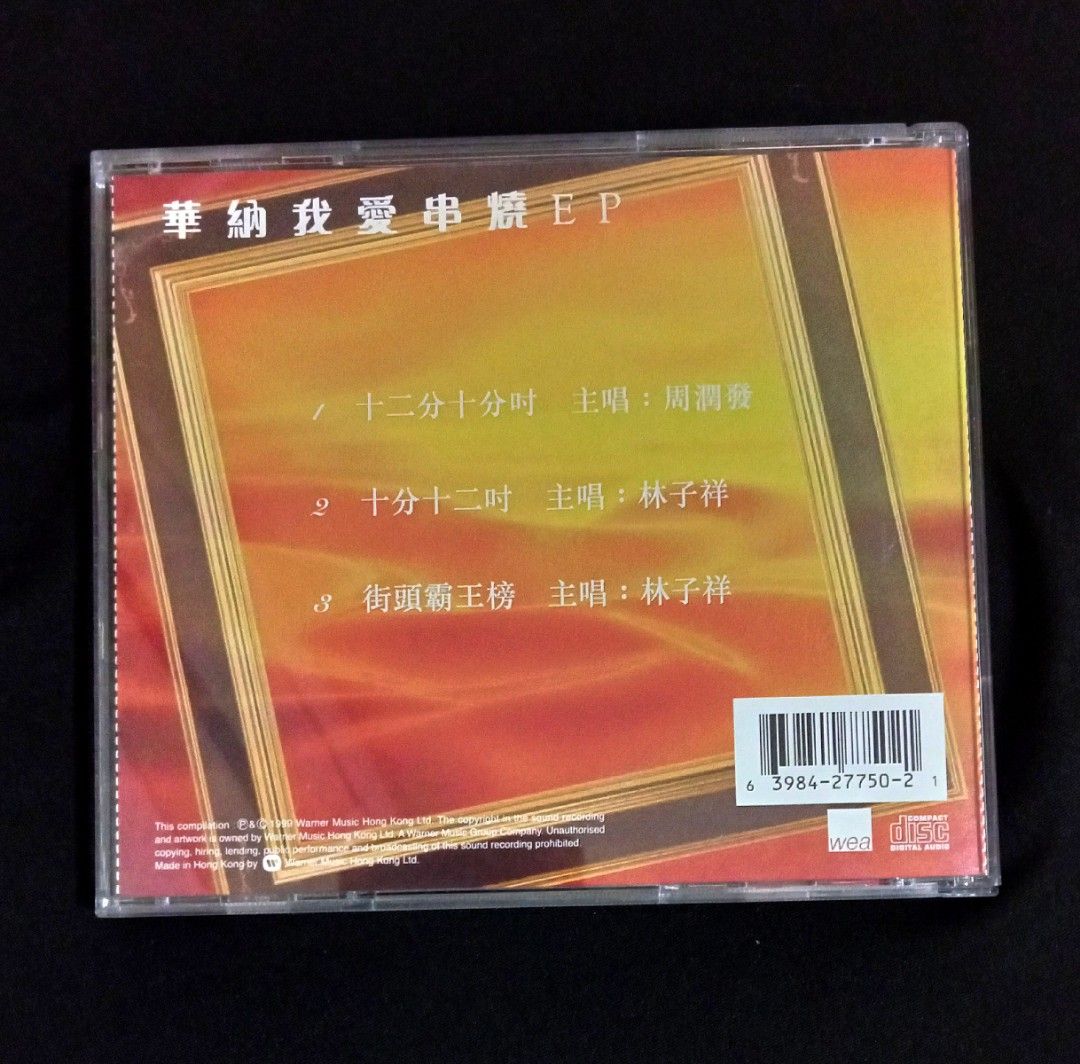 華納我愛串燒EP
1 十二分十分吋 主唱：周潤發
2 十分十二吋 主唱：林子祥
3 街頭霸王榜 主唱：林子祥
6 3984-27750-2 1
This compilation ℗&© 1999 Warner Music Hong Kong Ltd. The copyright in the sound recording
and artwork is owned by Warner Music Hong Kong Ltd. A Warner Music Group Company. Unauthorised
copying, hiring, lending, public performance and broadcasting of this sound recording prohibited.
Made in Hong Kong by Warner Music Hong Kong Ltd.
wea
COMPACT
disc
DIGITAL AUDIO